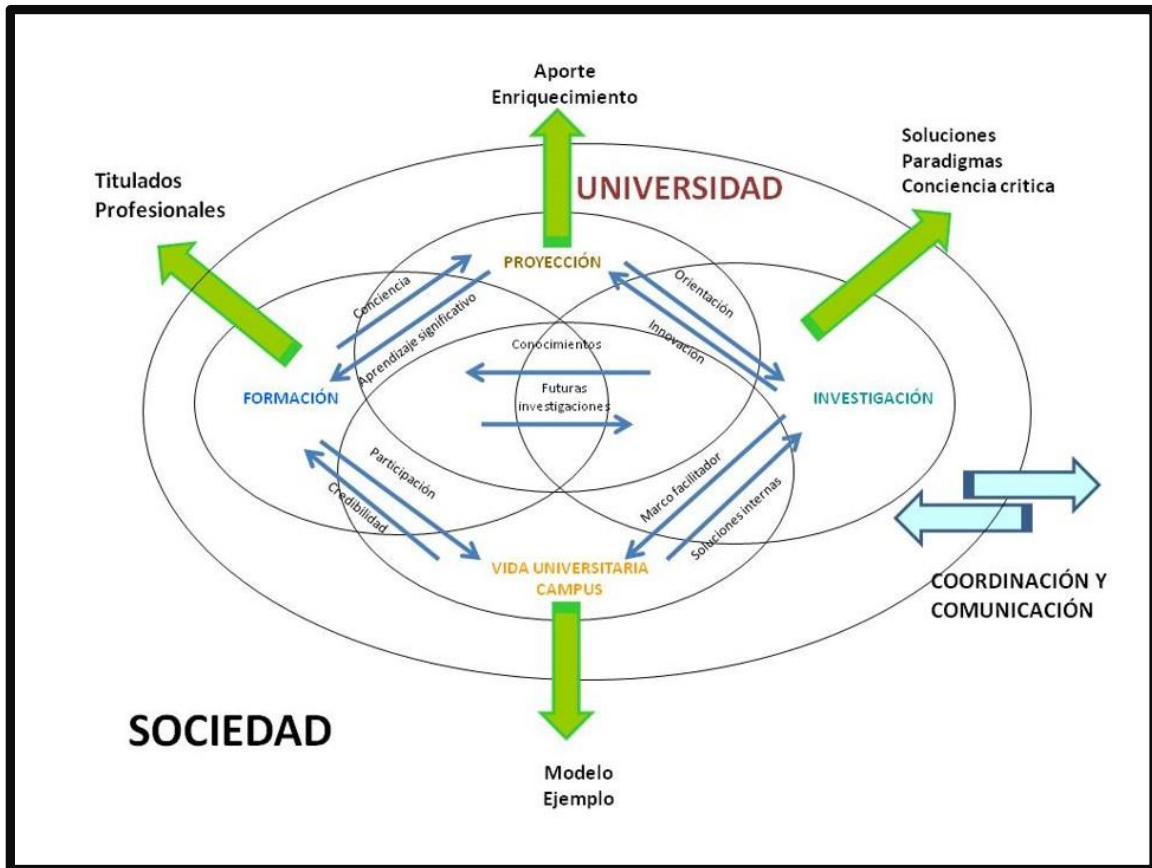 Aporte
Enriquecimiento
Soluciones
Paradigmas
Conciencia critica
Titulados
Profesionales
UNIVERSIDAD
PROYECCIÓN
Conciencia
Aprendizaje significativo
Orientación
Innovación
Conocimientos
Futuras
investigaciones
FORMACIÓN
INVESTIGACIÓN
Participación
Credibilidad
Marco facilitador
Soluciones internas
VIDA UNIVERSITARIA
CAMPUS
COORDINACIÓN Y
COMUNICACIÓN
SOCIEDAD
Modelo
Ejemplo